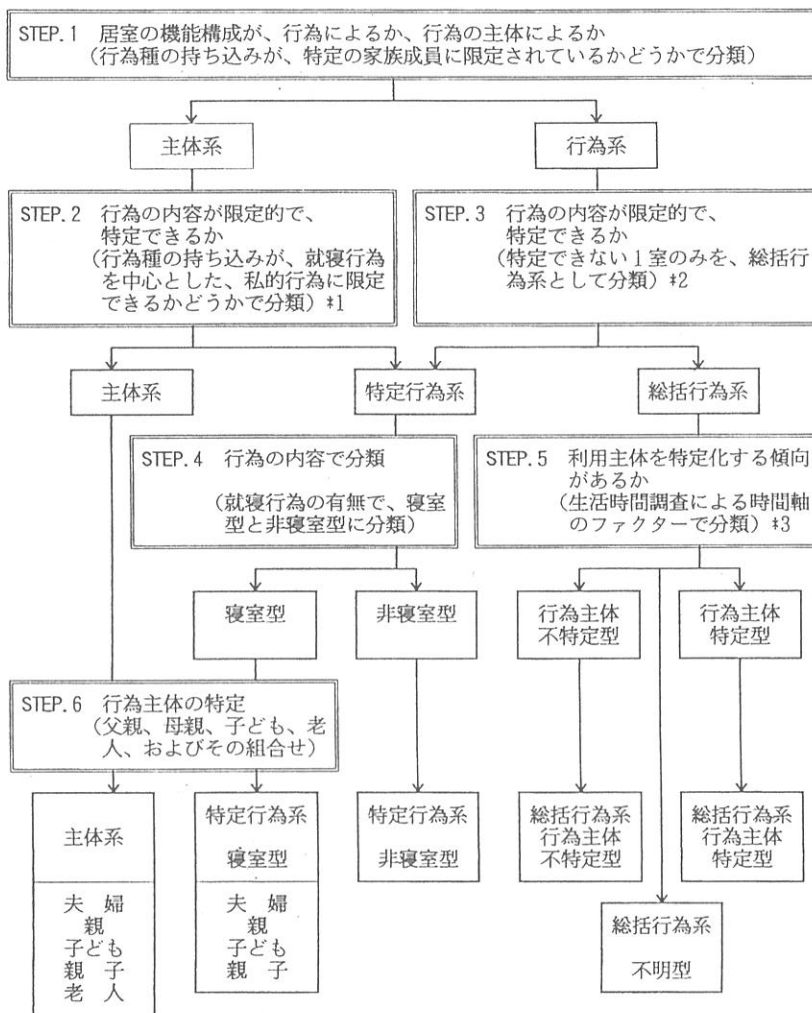 STEP.1 居室の機能構成が、行為によるか、行為の主体によるか
(行為種の持ち込みが、特定の家族成員に限定されているかどうかで分類)
主体系
行為系
STEP.2 行為の内容が限定的で、
特定できるか
(行為種の持ち込みが、就寝行為
を中心とした、私的行為に限定
できるかどうかで分類) *1
STEP.3 行為の内容が限定的で、
特定できるか
(特定できない1室のみを、総括行
為系として分類) *2
主体系
特定行為系
総括行為系
STEP.4 行為の内容で分類
(就寝行為の有無で、寝室
型と非寝室型に分類)
STEP.5 利用主体を特定化する傾向
があるか
(生活時間調査による時間軸
のファクターで分類) *3
寝室型
非寝室型
行為主体
不特定型
行為主体
特定型
STEP.6 行為主体の特定
(父親、母親、子ども、老
人、およびその組合せ)
主体系
夫 婦
親
子ども
親 子
老 人
特定行為系
寝室型
夫 婦
親
子ども
親 子
特定行為系
非寝室型
総括行為系
行為主体
不特定型
総括行為系
行為主体
特定型
総括行為系
不明型